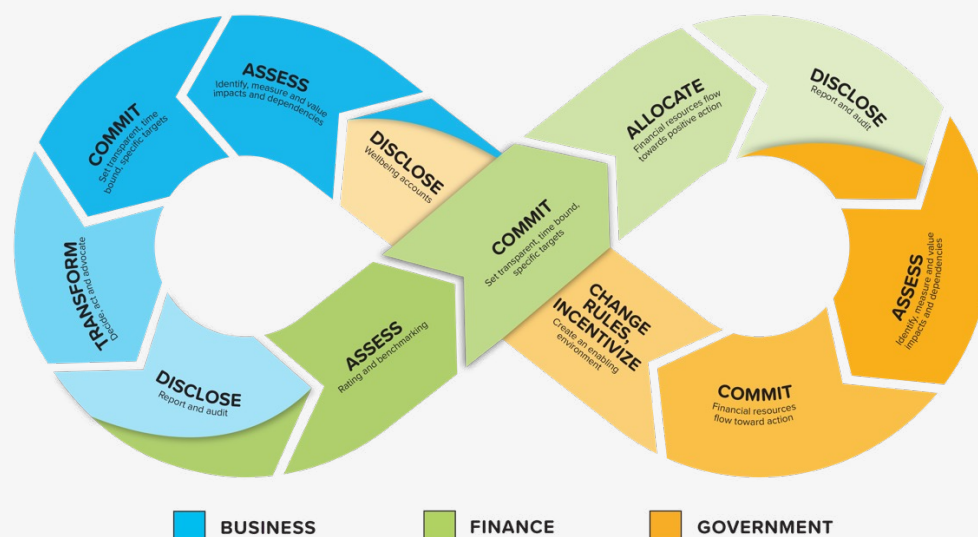 ASSESS
Identify, measure and value
impacts and dependencies
COMMIT
Set transparent, time
bound, specific targets
TRANSFORM
Decide, act and advocate
DISCLOSE
Report and audit
ASSESS
Rating and benchmarking
COMMIT
Set transparent, time bound,
specific targets
ALLOCATE
Financial resources flow
towards positive action
DISCLOSE
Report and audit
ASSESS
Identify, measure and value
impacts and dependencies
COMMIT
Financial resources
flow toward action
CHANGE
RULES,
INCENTIVIZE
Create an enabling
environment
DISCLOSE
Wellbeing accounts
BUSINESS
FINANCE
GOVERNMENT